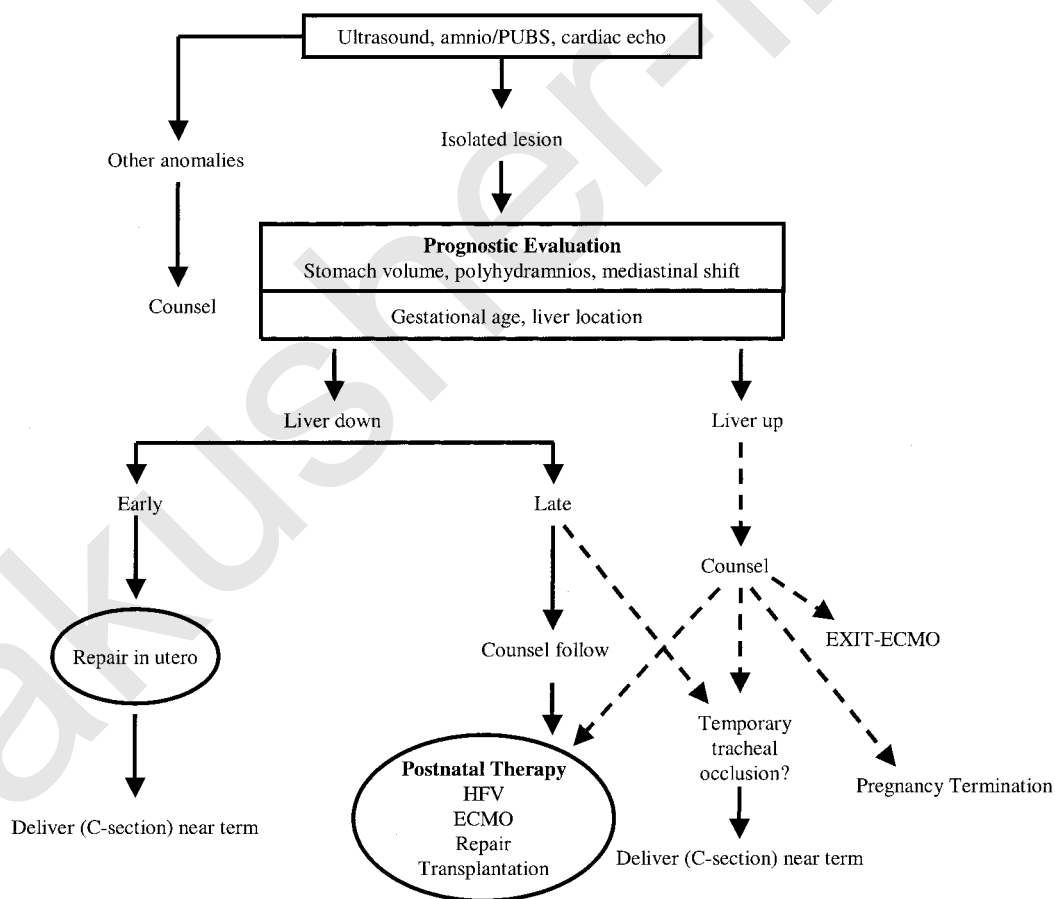 Ultrasound, amnio/PUBS, cardiac echo
Isolated lesion
Other anomalies
Prognostic Evaluation
Stomach volume, polyhydramnios, mediastinal shift
Counsel
Gestational age, liver location
Liver down
Liver up
Early
Late
Counsel
EXIT-ECMO
Repair in utero
Counsel follow
Temporary
tracheal
occlusion?
Postnatal Therapy
HFV
ECMO
Repair
Transplantation
Pregnancy Termination
Deliver (C-section) near term
Deliver (C-section) near term
akusher-